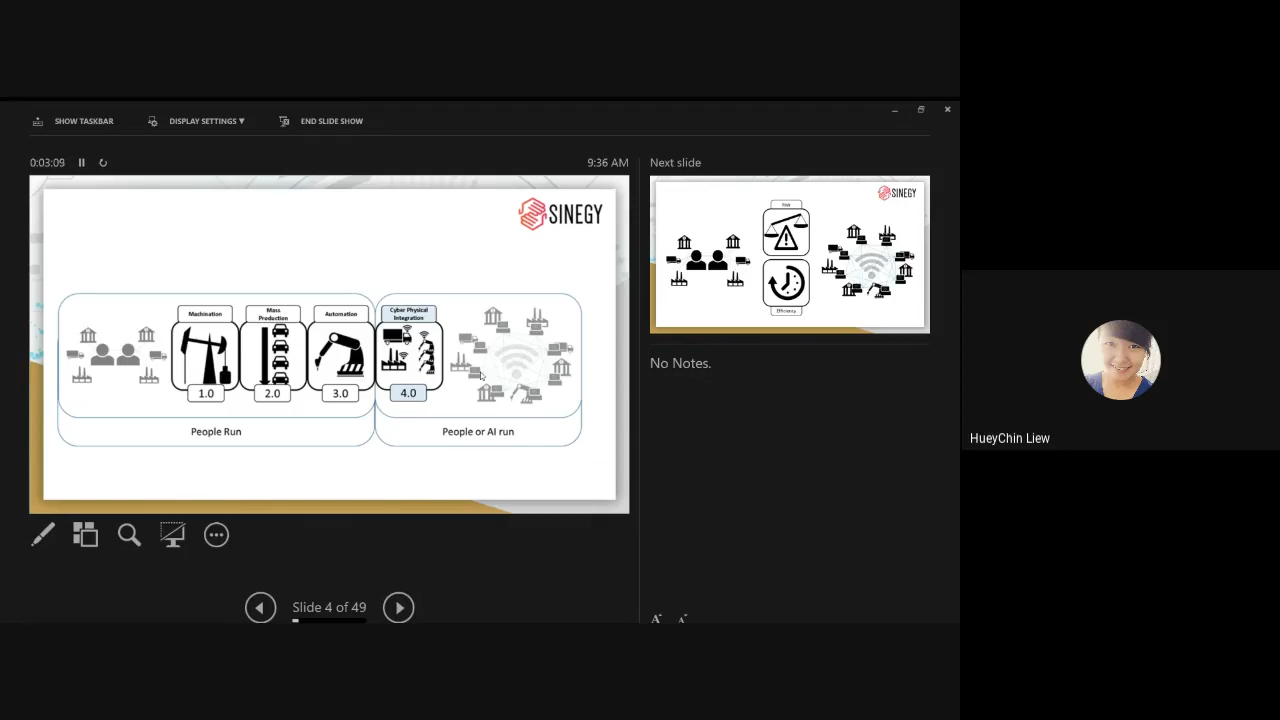 SHOW TASKBAR
DISPLAY SETTINGS ▼
END SLIDE SHOW
0:03:09
9:36 AM
Next slide
SINEGY
Machination
Mass Production
Automation
Cyber Physical Integration
1.0
2.0
3.0
4.0
People Run
People or AI run
SINEGY
Risk
Efficiency
No Notes.
HueyChin Liew
Slide 4 of 49
A
A